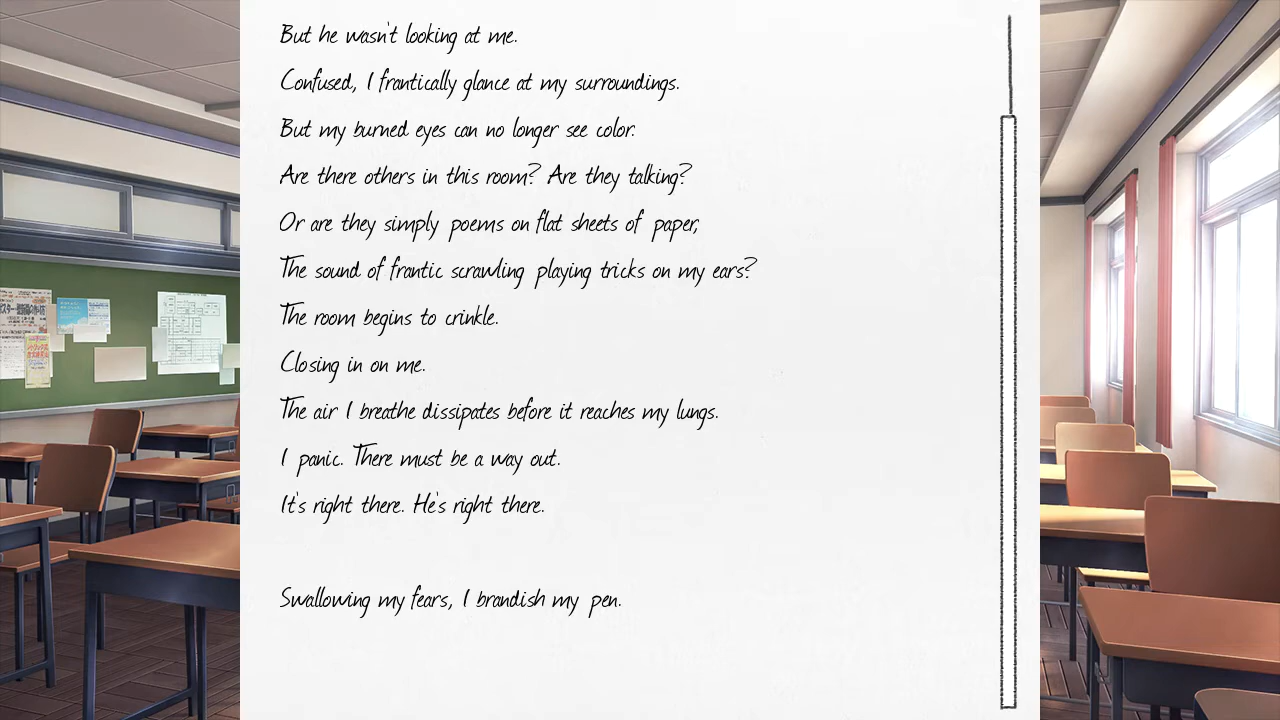 But he wasn't looking at me.
Confused, I frantically glance at my surroundings.
But my burned eyes can no longer see color.
Are there others in this room? Are they talking?
Or are they simply poems on flat sheets of paper,
The sound of frantic scrawling playing tricks on my ears?
The room begins to crinkle.
Closing in on me.
The air I breathe dissipates before it reaches my lungs.
I panic. There must be a way out.
It's right there. He's right there.
Swallowing my fears, I brandish my pen.